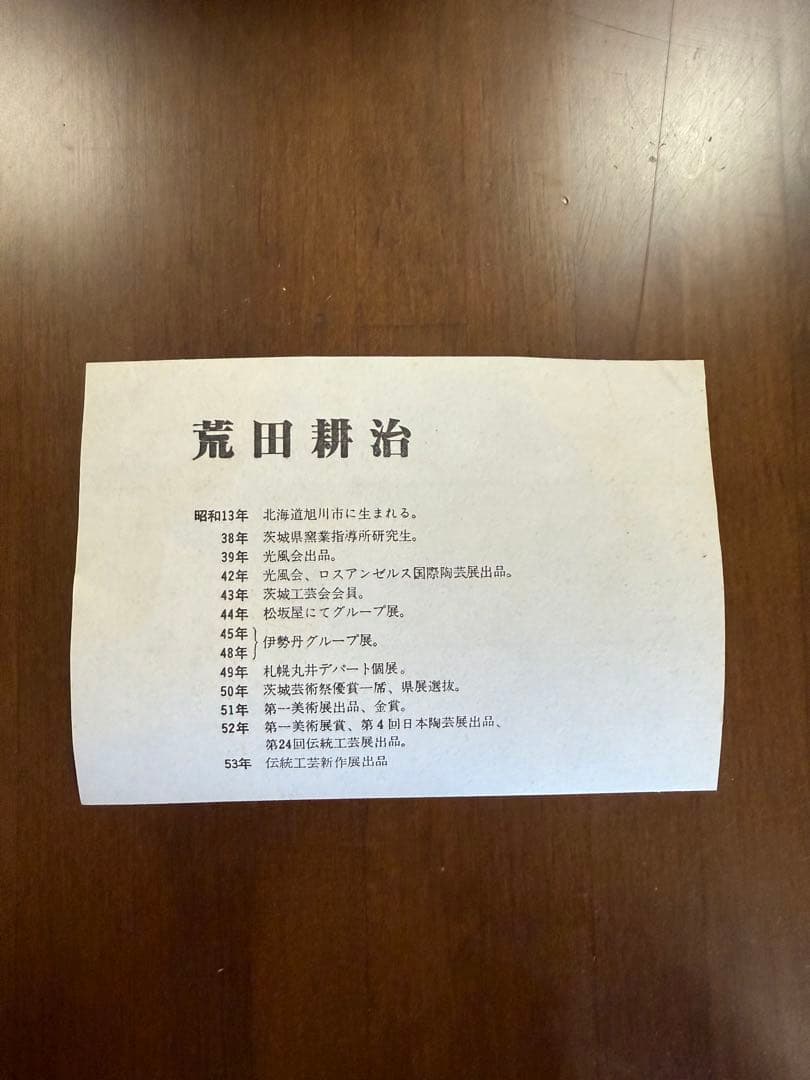 荒田耕治
昭和13年 北海道旭川市に生まれる。
38年 茨城県窯業指導所研究生。
39年 光風会出品。
42年 光風会、ロスアンゼルス国際陶芸展出品。
43年 茨城工芸会会員。
44年 松坂屋にてグループ展。
45年
48年 } 伊勢丹グループ展。
49年 札幌丸井デパート個展。
50年 茨城芸術祭優賞一席、県展選抜。
51年 第一美術展出品、金賞。
52年 第一美術展賞、第4回日本陶芸展出品、
第24回伝統工芸展出品。
53年 伝統工芸新作展出品